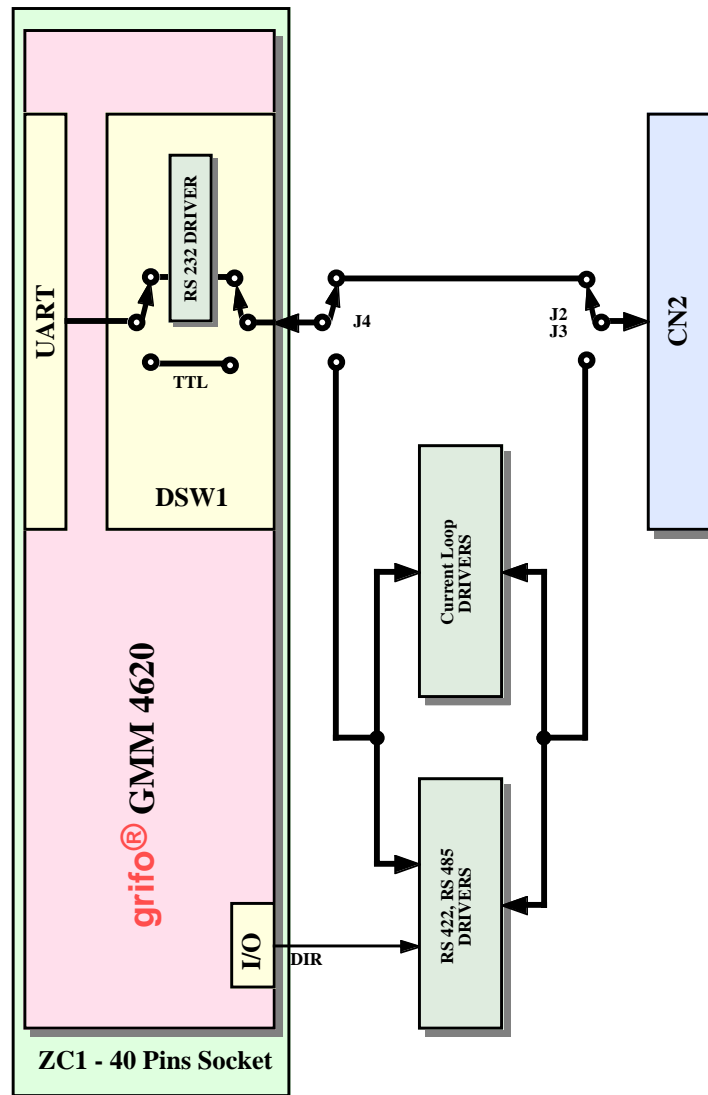 RS 232 DRIVER
UART
TTL
DSW1
J4
J2
J3
CN2
Current Loop
DRIVERS
grifo® GMM 4620
RS 422, RS 485
DRIVERS
I/O
DIR
ZC1 - 40 Pins Socket